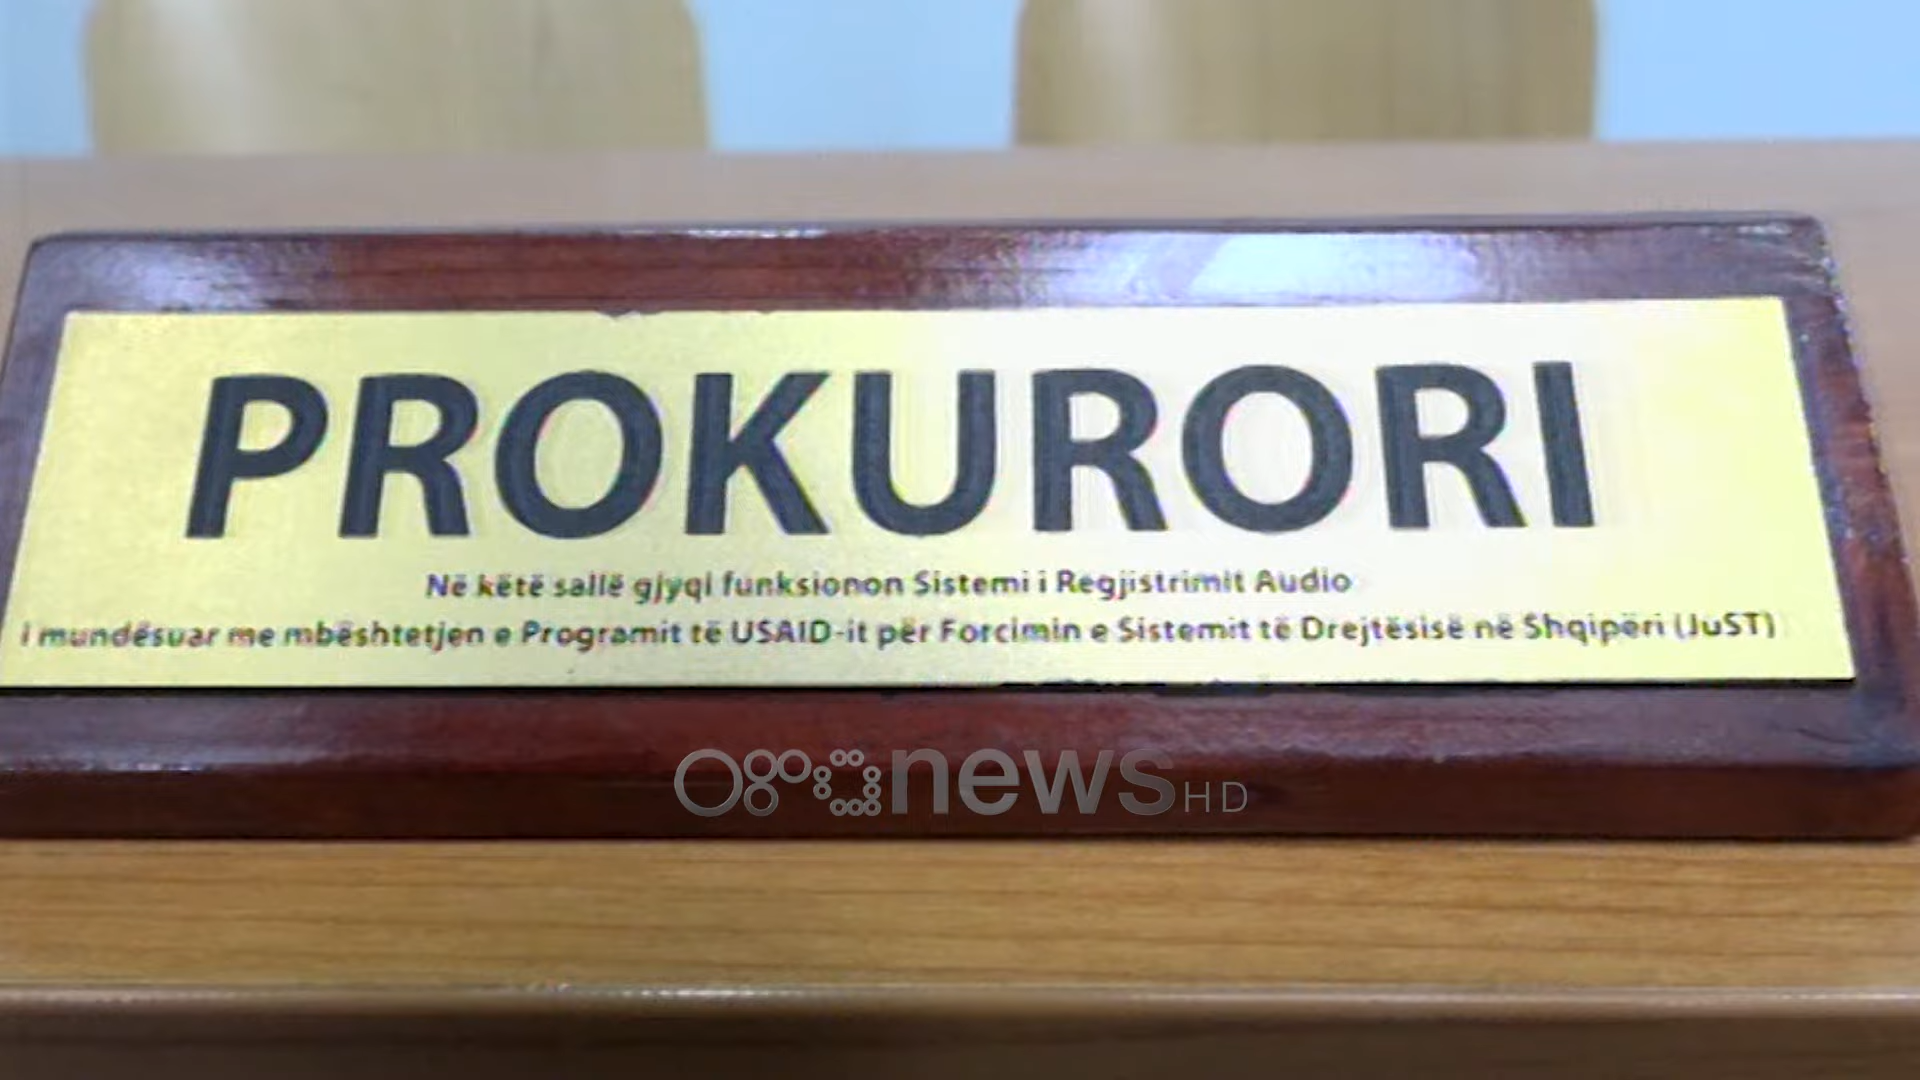 PROKURORI
Në këtë sallë gjyqi funksionon Sistemi i Regjistrimit Audio
i mundësuar me mbështetjen e Programit të USAID-it për Forcimin e Sistemit të Drejtësisë në Shqipëri (JuST)
ora news HD